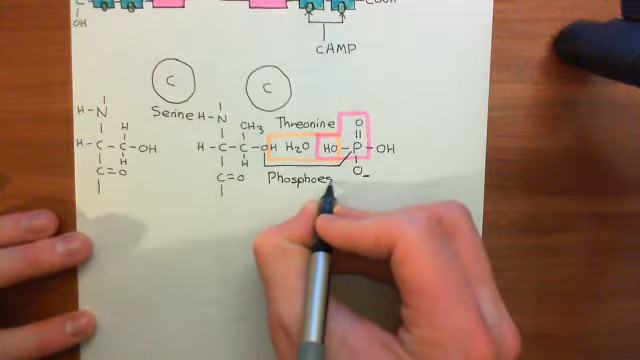 C
OH
COOH
CAMP
C C
Serine Threonine
H-N H-N
H CH3 O
H-C-C-OH H-C-C-OH H2O HO-P-OH
H H
C=O C=O O-
Phosphoes